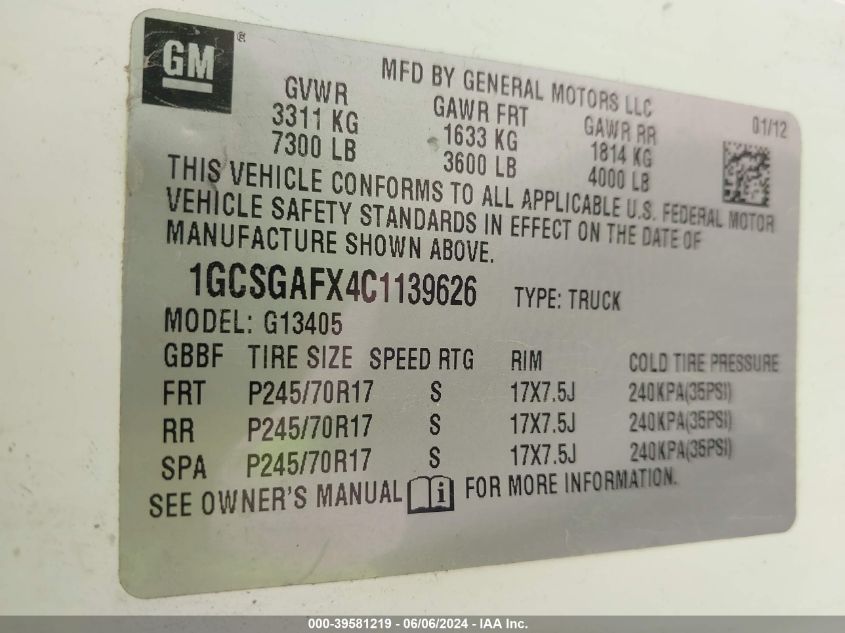 GM®
MFD BY GENERAL MOTORS LLC
GVWR GAWR FRT GAWR RR 01/12
3311 KG 1633 KG 1814 KG
7300 LB 3600 LB 4000 LB
THIS VEHICLE CONFORMS TO ALL APPLICABLE U.S. FEDERAL MOTOR
VEHICLE SAFETY STANDARDS IN EFFECT ON THE DATE OF
MANUFACTURE SHOWN ABOVE.
1GCSGAFX4C1139626 TYPE: TRUCK
MODEL: G13405
GBBF TIRE SIZE SPEED RTG RIM COLD TIRE PRESSURE
FRT P245/70R17 S 17X7.5J 240KPA(35PSI)
RR P245/70R17 S 17X7.5J 240KPA(35PSI)
SPA P245/70R17 S 17X7.5J 240KPA(35PSI)
SEE OWNER'S MANUAL i FOR MORE INFORMATION.
000-39581219 - 06/06/2024 - IAA Inc.